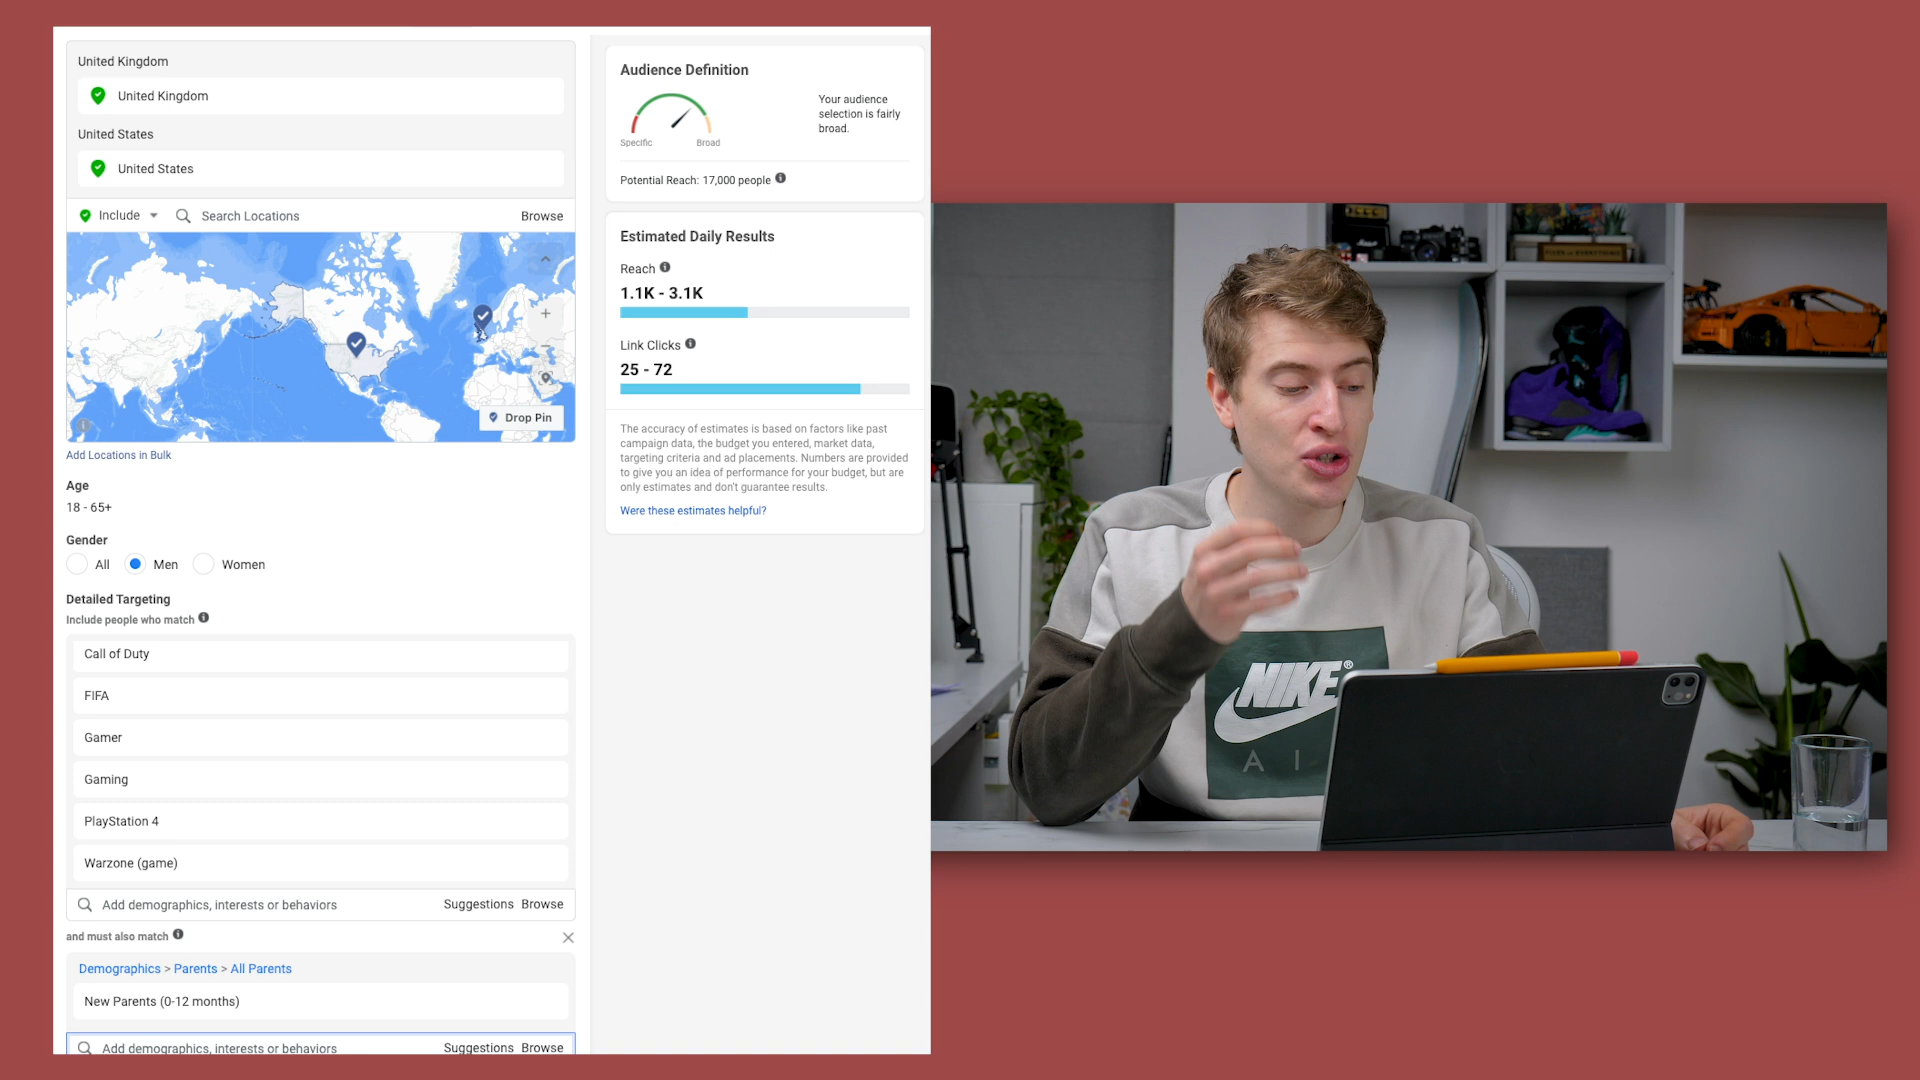 United Kingdom
United Kingdom
United States
United States
Include
Search Locations
Browse
Drop Pin
Add Locations in Bulk
Age
18 - 65+
Gender
All
Men
Women
Detailed Targeting
Include people who match
Call of Duty
FIFA
Gamer
Gaming
PlayStation 4
Warzone (game)
Add demographics, interests or behaviors
Suggestions
Browse
and must also match
Demographics > Parents > All Parents
New Parents (0-12 months)
Add demographics, interests or behaviors
Suggestions
Browse
Audience Definition
Specific
Broad
Your audience
selection is fairly
broad.
Potential Reach: 17,000 people
Estimated Daily Results
Reach
1.1K - 3.1K
Link Clicks
25 - 72
The accuracy of estimates is based on factors like past
campaign data, the budget you entered, market data,
targeting criteria and ad placements. Numbers are provided
to give you an idea of performance for your budget, but are
only estimates and don't guarantee results.
Were these estimates helpful?
NIKE®
A I